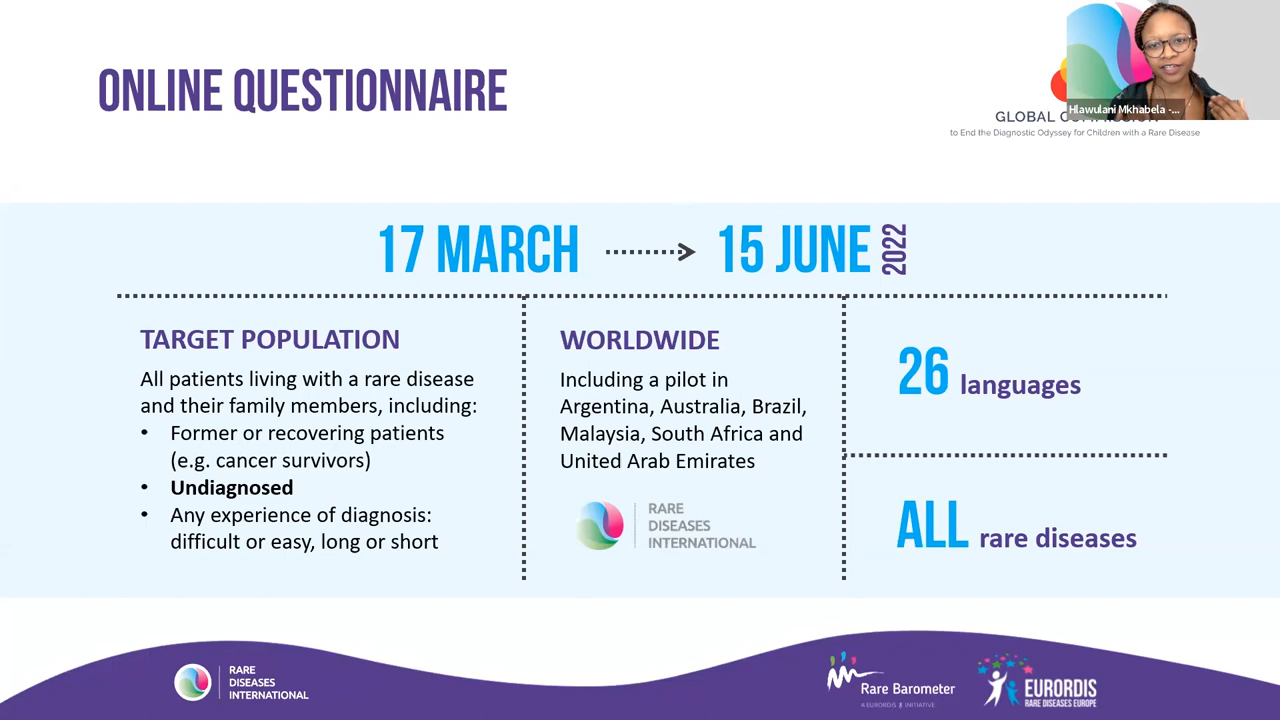 ONLINE QUESTIONNAIRE
Hlawulani Mkhabela -...
GLOBAL COMMISSION
to End the Diagnostic Odyssey for Children with a Rare Disease
17 MARCH 15 JUNE 2022
TARGET POPULATION
All patients living with a rare disease
and their family members, including:
• Former or recovering patients
(e.g. cancer survivors)
• Undiagnosed
• Any experience of diagnosis:
difficult or easy, long or short
WORLDWIDE
Including a pilot in
Argentina, Australia, Brazil,
Malaysia, South Africa and
United Arab Emirates
RARE
DISEASES
INTERNATIONAL
26 languages
ALL rare diseases
RARE
DISEASES
INTERNATIONAL
Rare Barometer
A EURORDIS INITIATIVE
EURORDIS
RARE DISEASES EUROPE